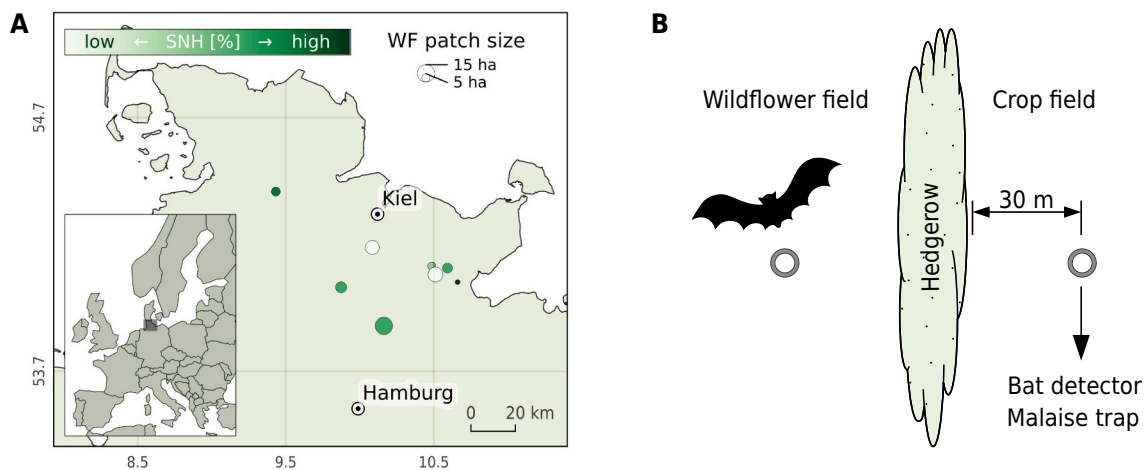 A
low ← SNH [%] → high
WF patch size
15 ha
5 ha
54.7
53.7
Kiel
Hamburg
0 20 km
8.5 9.5 10.5
B
Wildflower field
Crop field
Hedgerow
30 m
Bat detector
Malaise trap